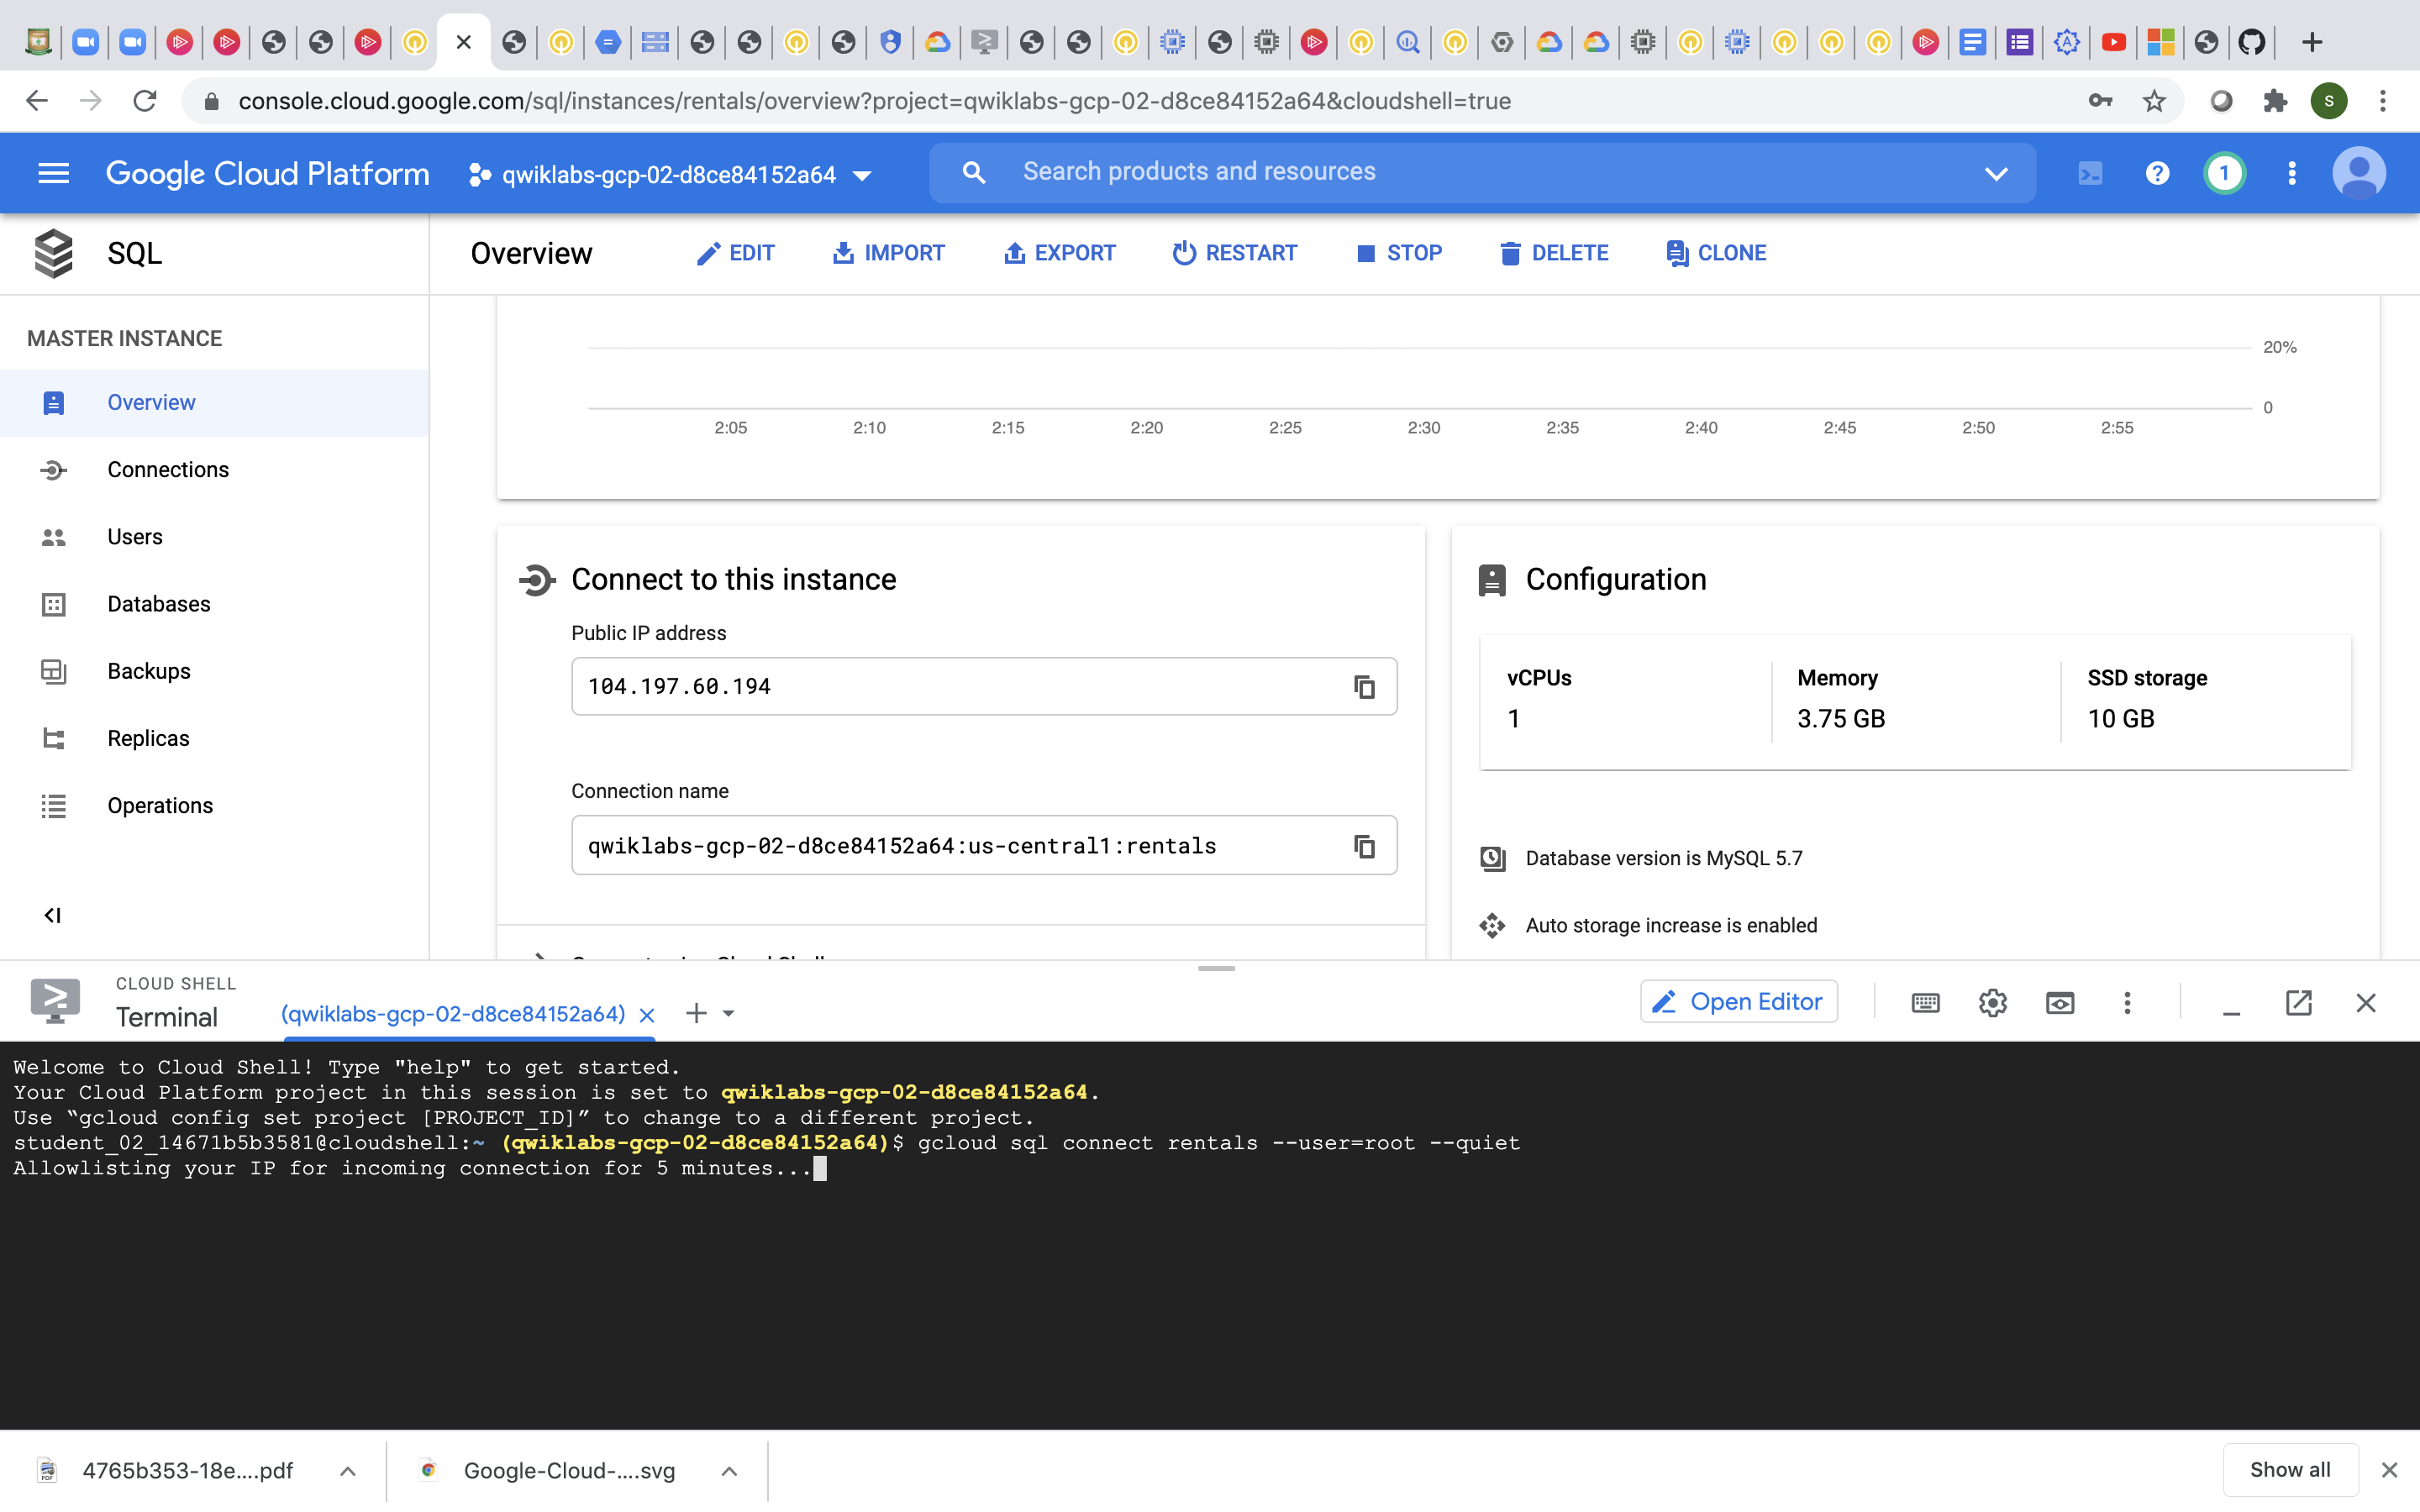 console.cloud.google.com/sql/instances/rentals/overview?project=qwiklabs-gcp-02-d8ce84152a64&cloudshell=true
S
Google Cloud Platform
qwiklabs-gcp-02-d8ce84152a64
Search products and resources
1
SQL
Overview
EDIT
IMPORT
EXPORT
RESTART
STOP
DELETE
CLONE
MASTER INSTANCE
Overview
Connections
Users
Databases
Backups
Replicas
Operations
20%
0
2:05 2:10 2:15 2:20 2:25 2:30 2:35 2:40 2:45 2:50 2:55
Connect to this instance
Public IP address
104.197.60.194
Connection name
qwiklabs-gcp-02-d8ce84152a64:us-central1:rentals
Configuration
vCPUs Memory SSD storage
1 3.75 GB 10 GB
Database version is MySQL 5.7
Auto storage increase is enabled
CLOUD SHELL
Terminal
(qwiklabs-gcp-02-d8ce84152a64)
Open Editor
Welcome to Cloud Shell! Type "help" to get started.
Your Cloud Platform project in this session is set to qwiklabs-gcp-02-d8ce84152a64.
Use “gcloud config set project [PROJECT_ID]” to change to a different project.
student_02_14671b5b3581@cloudshell:~ (qwiklabs-gcp-02-d8ce84152a64)$ gcloud sql connect rentals --user=root --quiet
Allowlisting your IP for incoming connection for 5 minutes...
4765b353-18e....pdf
Google-Cloud-....svg
Show all